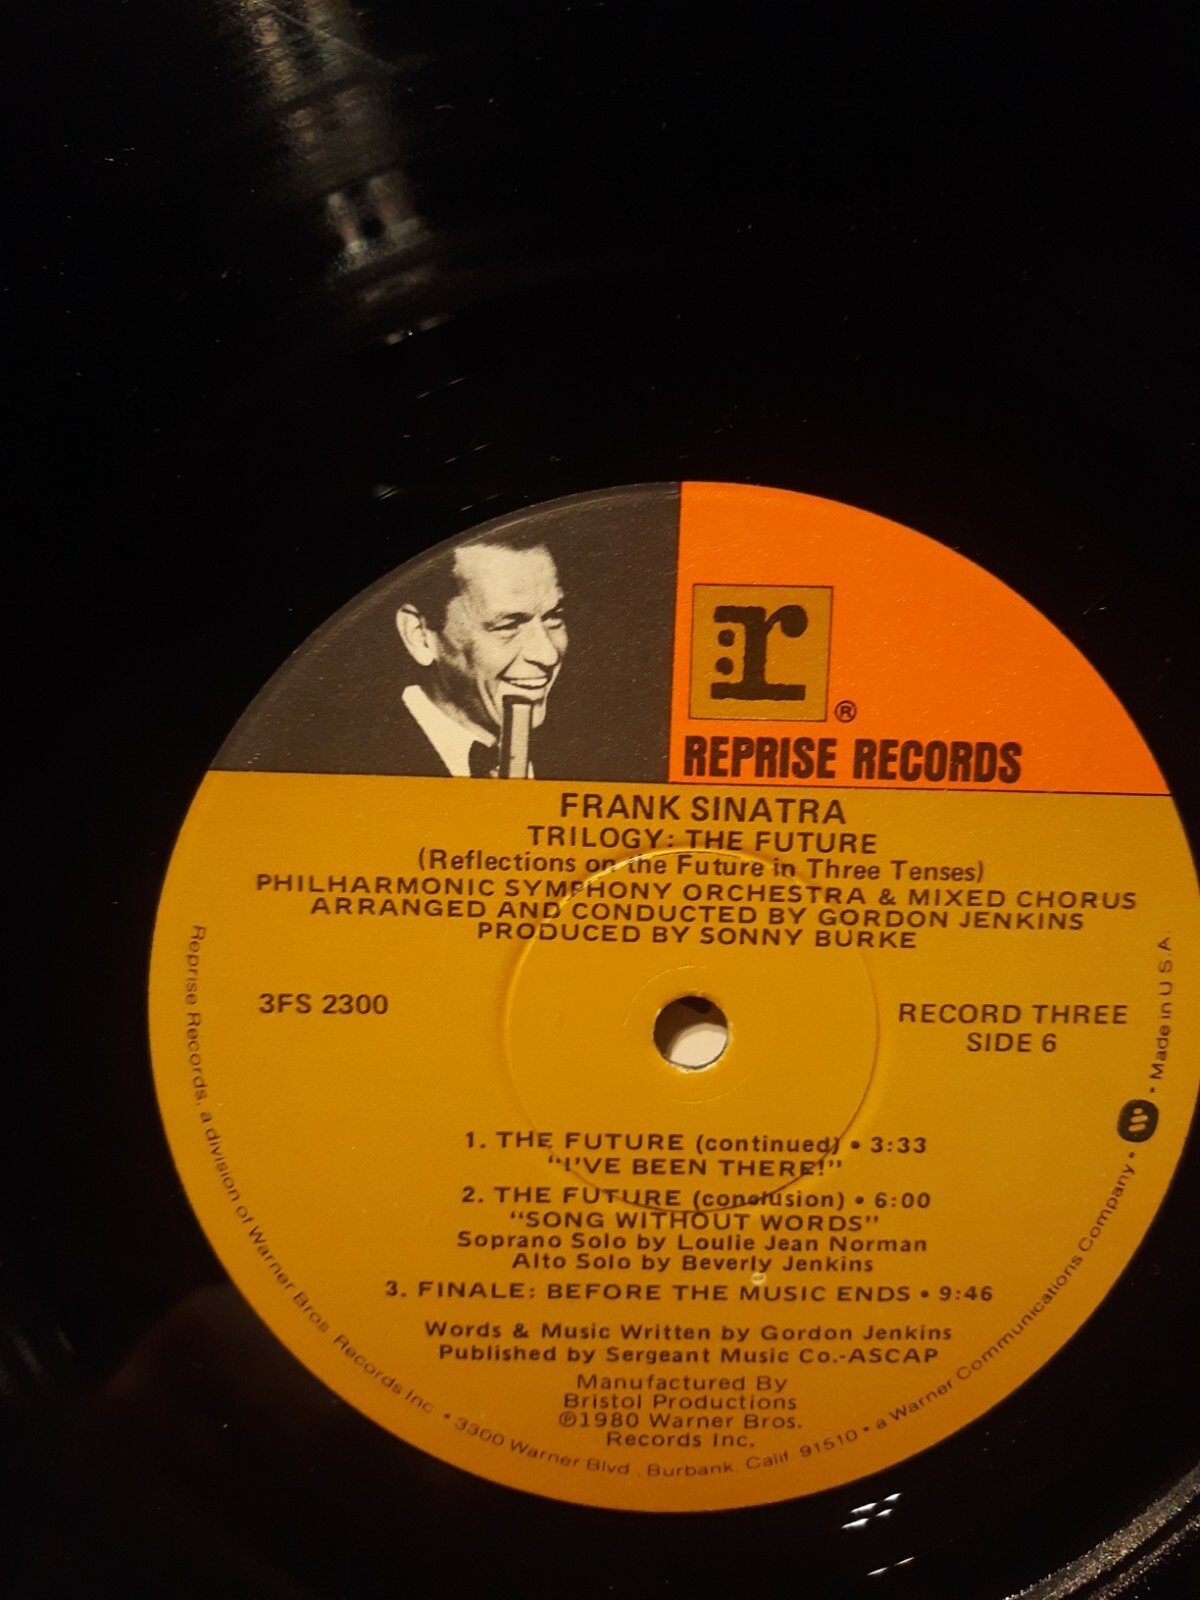 r
®
REPRISE RECORDS
FRANK SINATRA
TRILOGY: THE FUTURE
(Reflections on the Future in Three Tenses)
PHILHARMONIC SYMPHONY ORCHESTRA & MIXED CHORUS
ARRANGED AND CONDUCTED BY GORDON JENKINS
PRODUCED BY SONNY BURKE
3FS 2300
RECORD THREE
SIDE 6
1. THE FUTURE (continued) • 3:33
"I'VE BEEN THERE!"
2. THE FUTURE (conclusion) • 6:00
"SONG WITHOUT WORDS"
Soprano Solo by Loulie Jean Norman
Alto Solo by Beverly Jenkins
3. FINALE: BEFORE THE MUSIC ENDS • 9:46
Words & Music Written by Gordon Jenkins
Published by Sergeant Music Co.-ASCAP
Manufactured By
Bristol Productions
℗1980 Warner Bros.
Records Inc.
Reprise Records, a division of Warner Bros. Records Inc. • 3300 Warner Blvd., Burbank, Calif. 91510 • a Warner Communications Company • • Made in U.S.A.